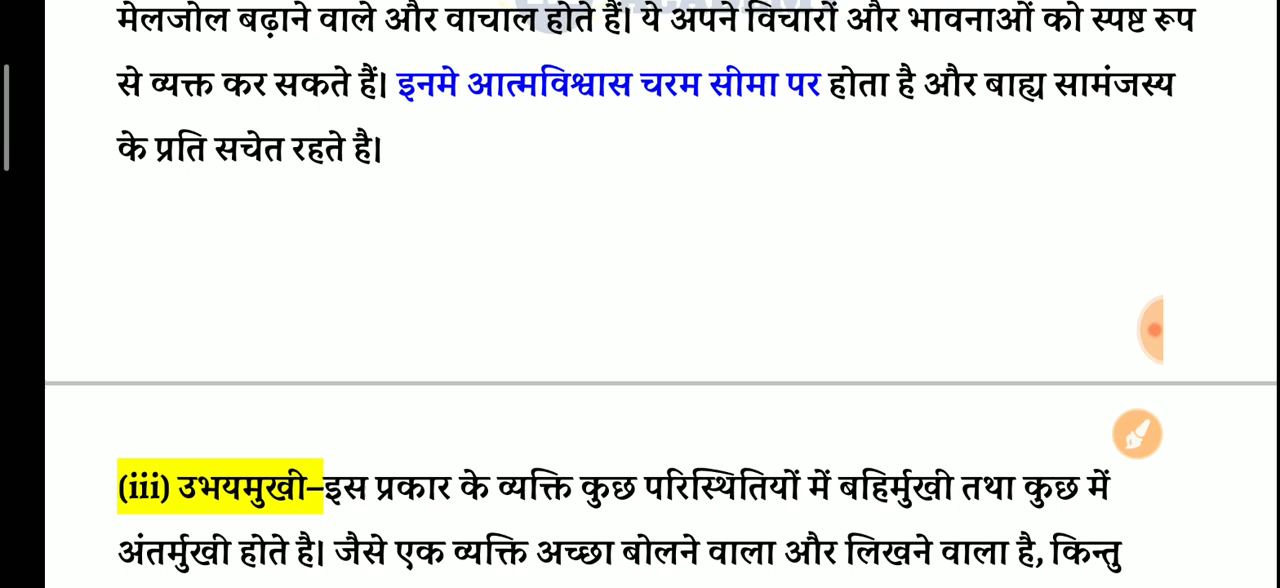 मेलजोल बढ़ाने वाले और वाचाल होते हैं। ये अपने विचारों और भावनाओं को स्पष्ट रूप
से व्यक्त कर सकते हैं। इनमे आत्मविश्वास चरम सीमा पर होता है और बाह्य सामंजस्य
के प्रति सचेत रहते है।
(iii) उभयमुखी–इस प्रकार के व्यक्ति कुछ परिस्थितियों में बहिर्मुखी तथा कुछ में
अंतर्मुखी होते है। जैसे एक व्यक्ति अच्छा बोलने वाला और लिखने वाला है, किन्तु